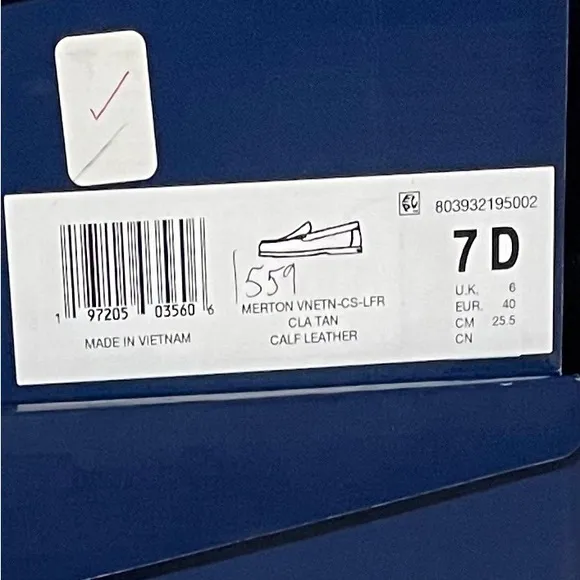 803932195002
7 D
U.K. 6
EUR. 40
CM 25.5
CN
1 97205 03560 6
MADE IN VIETNAM
1559
MERTON VNETN-CS-LFR
CLA TAN
CALF LEATHER